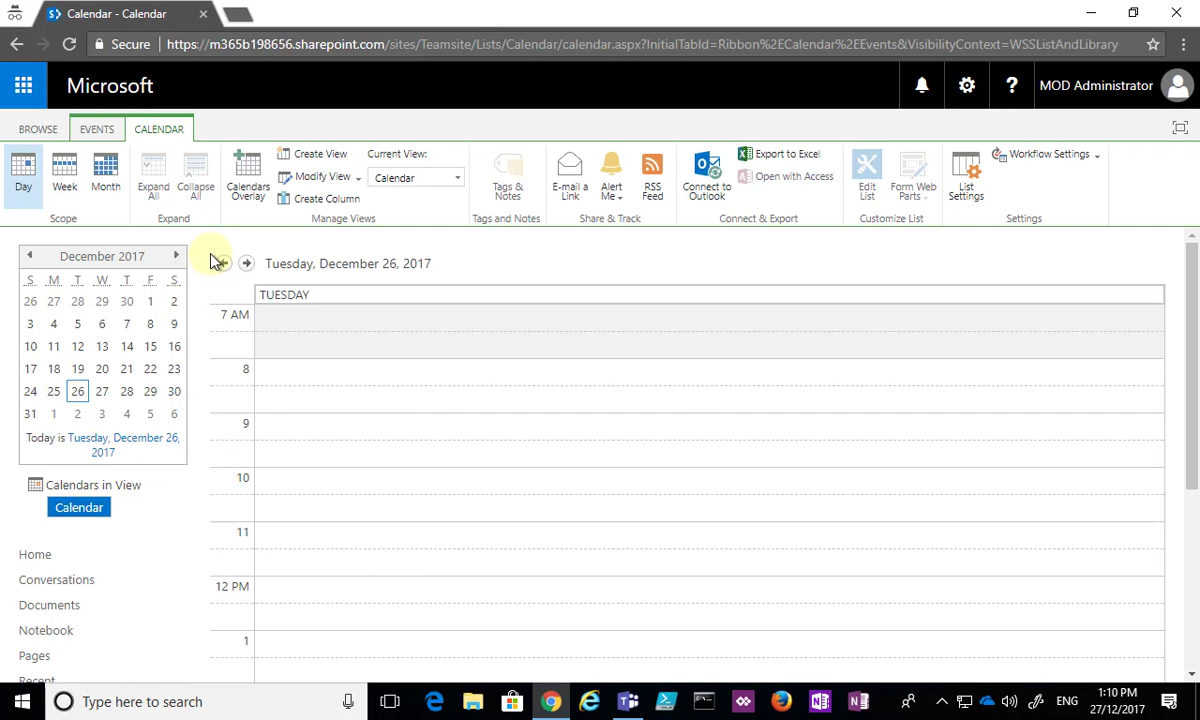 Calendar - Calendar
Secure
https://m365b198656.sharepoint.com/sites/Teamsite/Lists/Calendar/calendar.aspx?InitialTabId=Ribbon%2ECalendar%2EEvents&VisibilityContext=WSSListAndLibrary
Microsoft
MOD Administrator
BROWSE EVENTS CALENDAR
Day
Week
Month
Scope
Expand All
Collapse All
Expand
Calendars Overlay
Create View
Modify View
Create Column
Current View:
Calendar
Manage Views
Tags & Notes
Tags and Notes
E-mail a Link
Alert Me
RSS Feed
Share & Track
Connect to Outlook
Export to Excel
Open with Access
Connect & Export
Edit List
Form Web Parts
Customize List
List Settings
Workflow Settings
Settings
December 2017
S M T W T F S
26 27 28 29 30 1 2
3 4 5 6 7 8 9
10 11 12 13 14 15 16
17 18 19 20 21 22 23
24 25 26 27 28 29 30
31 1 2 3 4 5 6
Today is Tuesday, December 26,
2017
Calendars in View
Calendar
Home
Conversations
Documents
Notebook
Pages
Recent
Tuesday, December 26, 2017
TUESDAY
7 AM
8
9
10
11
12 PM
1
Type here to search
ENG
1:10 PM
27/12/2017